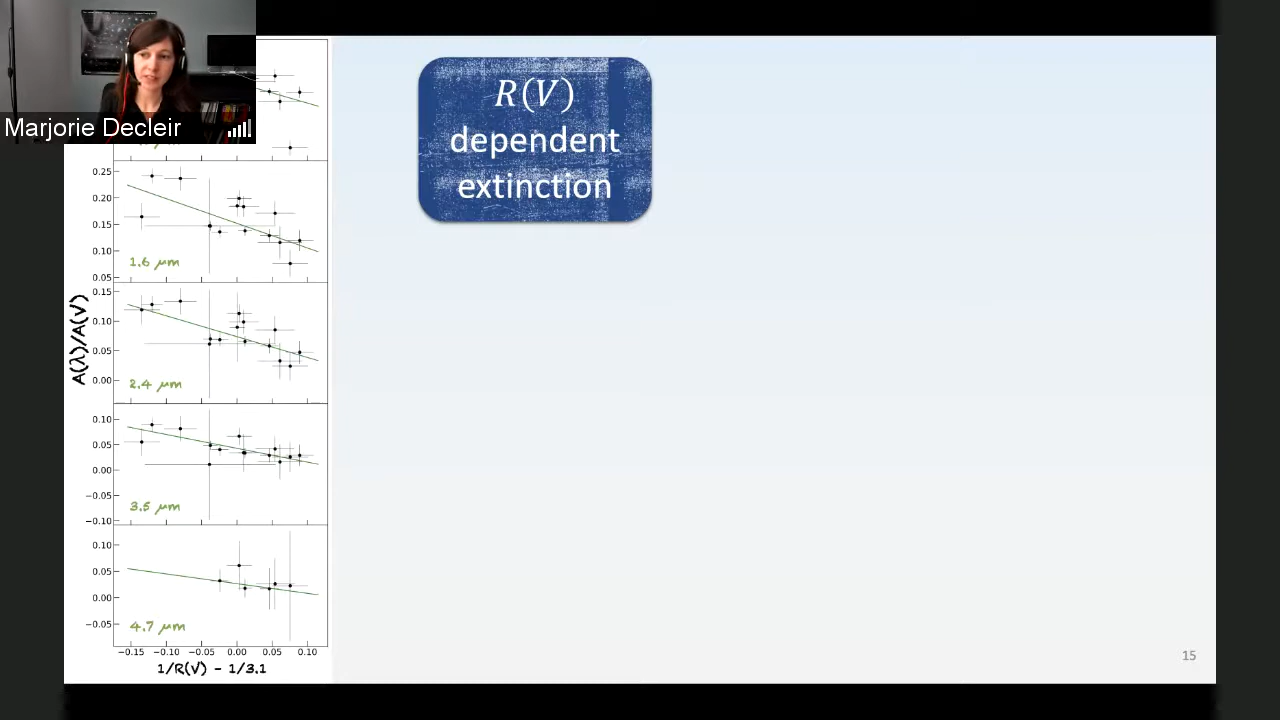 Marjorie Decleir
R(V)
dependent
extinction
0.25
0.20
0.15
0.10
0.05
1.6 μm
0.15
0.10
0.05
0.00
2.4 μm
A(λ)/A(V)
0.10
0.05
0.00
−0.05
−0.10
3.5 μm
0.10
0.05
0.00
−0.05
4.7 μm
−0.15 −0.10 −0.05 0.00 0.05 0.10
1/R(V) - 1/3.1
15